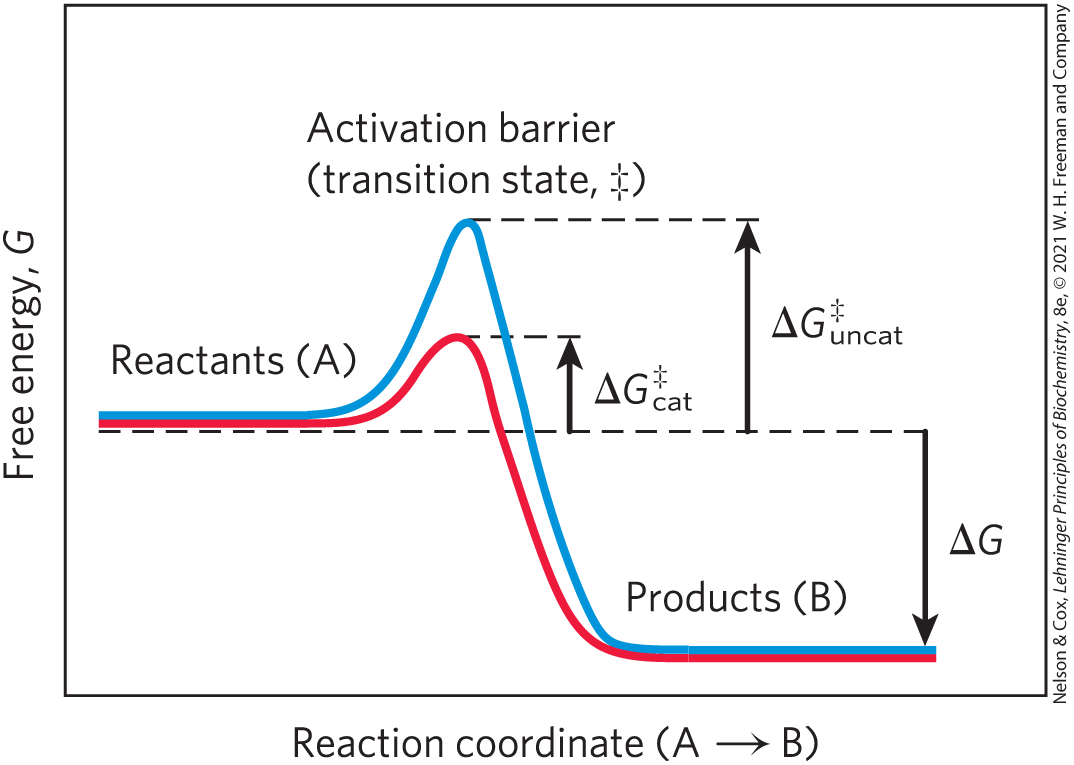 Activation barrier
(transition state, ‡)
Reactants (A)
ΔG‡uncat
ΔG‡cat
ΔG
Products (B)
Free energy, G
Reaction coordinate (A ⟶ B)
Nelson & Cox, Lehninger Principles of Biochemistry, 8e, © 2021 W. H. Freeman and Company